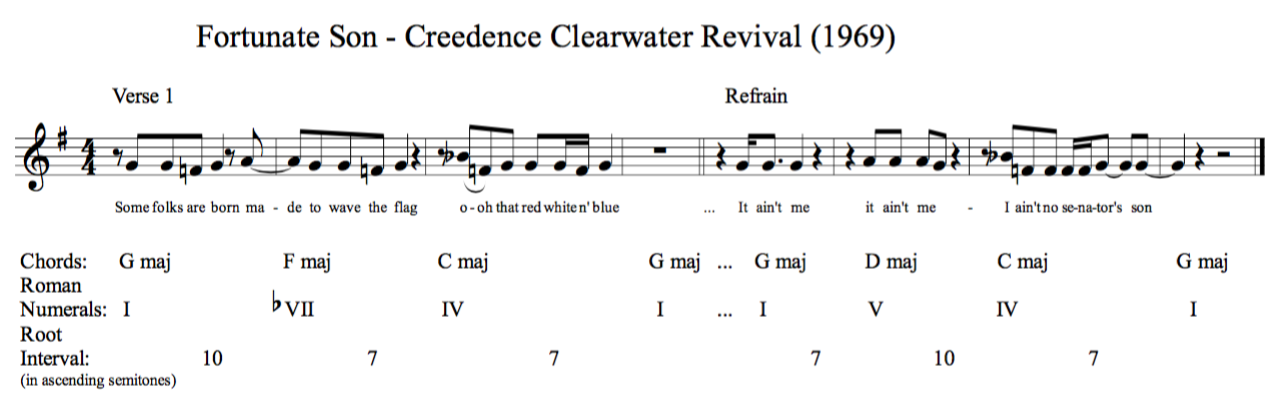 Fortunate Son - Creedence Clearwater Revival (1969)
Verse 1 Refrain
4
4
Some folks are born ma - de to wave the flag o - oh that red white n' blue ... It ain't me it ain't me - I ain't no se-na-tor's son
Chords: G maj F maj C maj G maj ... G maj D maj C maj G maj
Roman
Numerals: I ♭VII IV I ... I V IV I
Root
Interval: 10 7 7 7 10 7
(in ascending semitones)